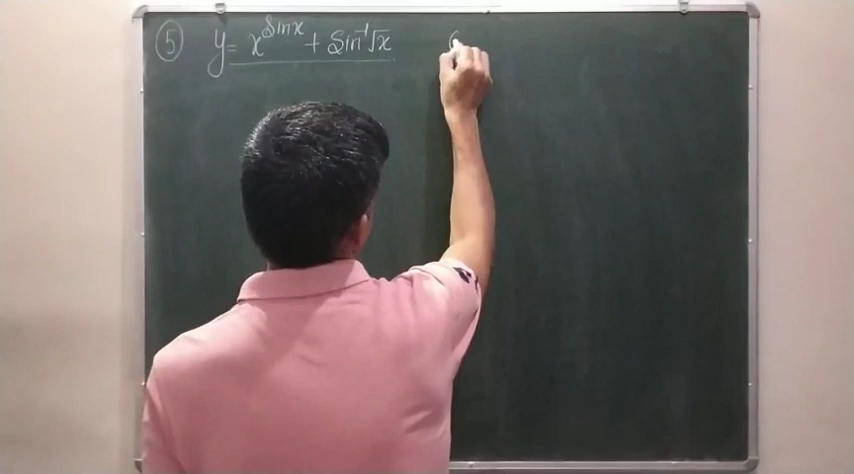 ⑤ y = x^sinx + sin⁻¹√x